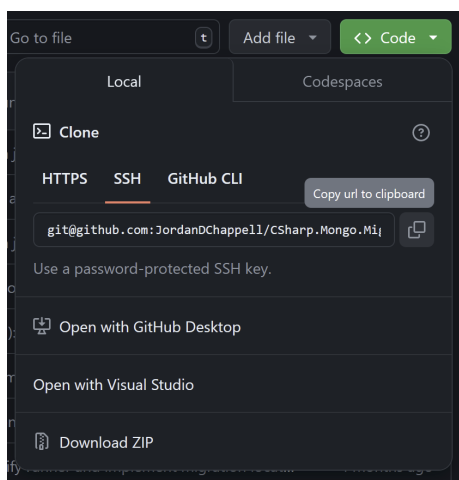 Go to file t Add file Code
Local Codespaces
Clone
HTTPS SSH GitHub CLI
Copy url to clipboard
git@github.com:JordanDChappell/CSharp.Mongo.Mig
Use a password-protected SSH key.
Open with GitHub Desktop
Open with Visual Studio
Download ZIP